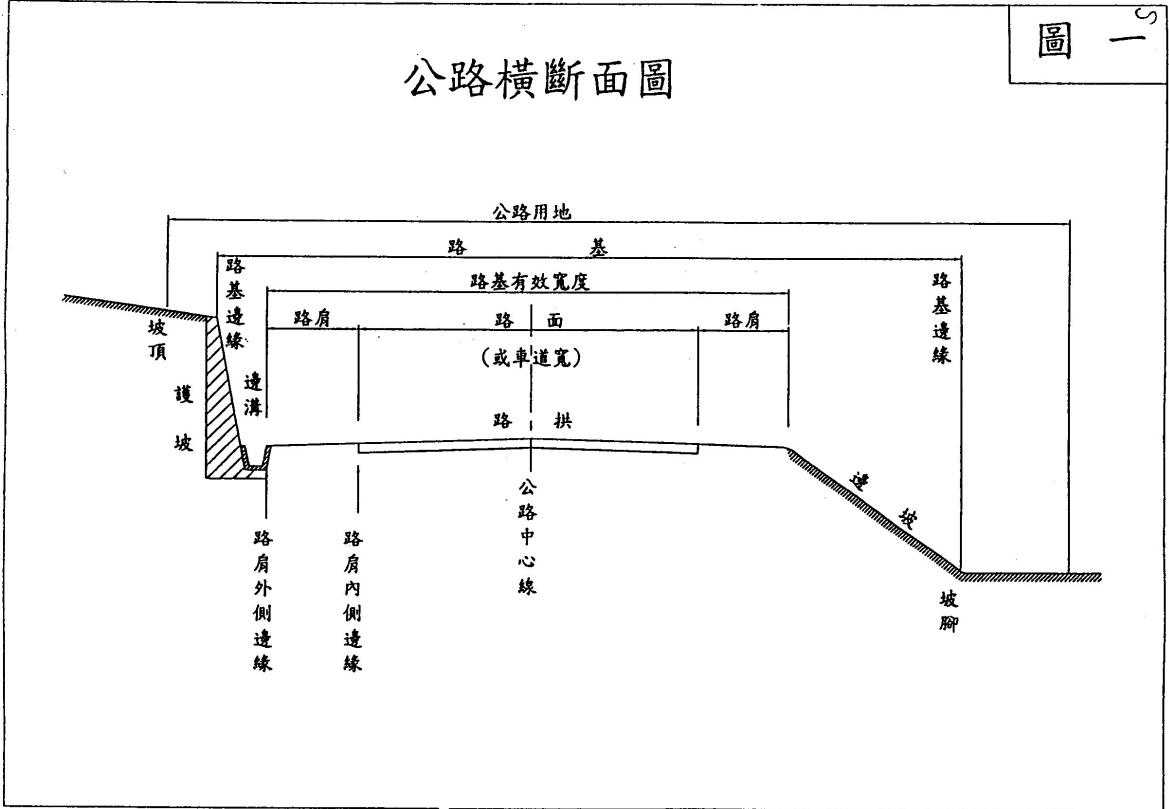 圖 一
公路橫斷面圖
公路用地
路 基
路基邊緣
路基有效寬度
路基邊緣
路肩
路 面
路肩
(或車道寬)
坡頂
護坡
邊溝
路 拱
邊坡
公路中心線
路肩外側邊緣
路肩內側邊緣
坡腳